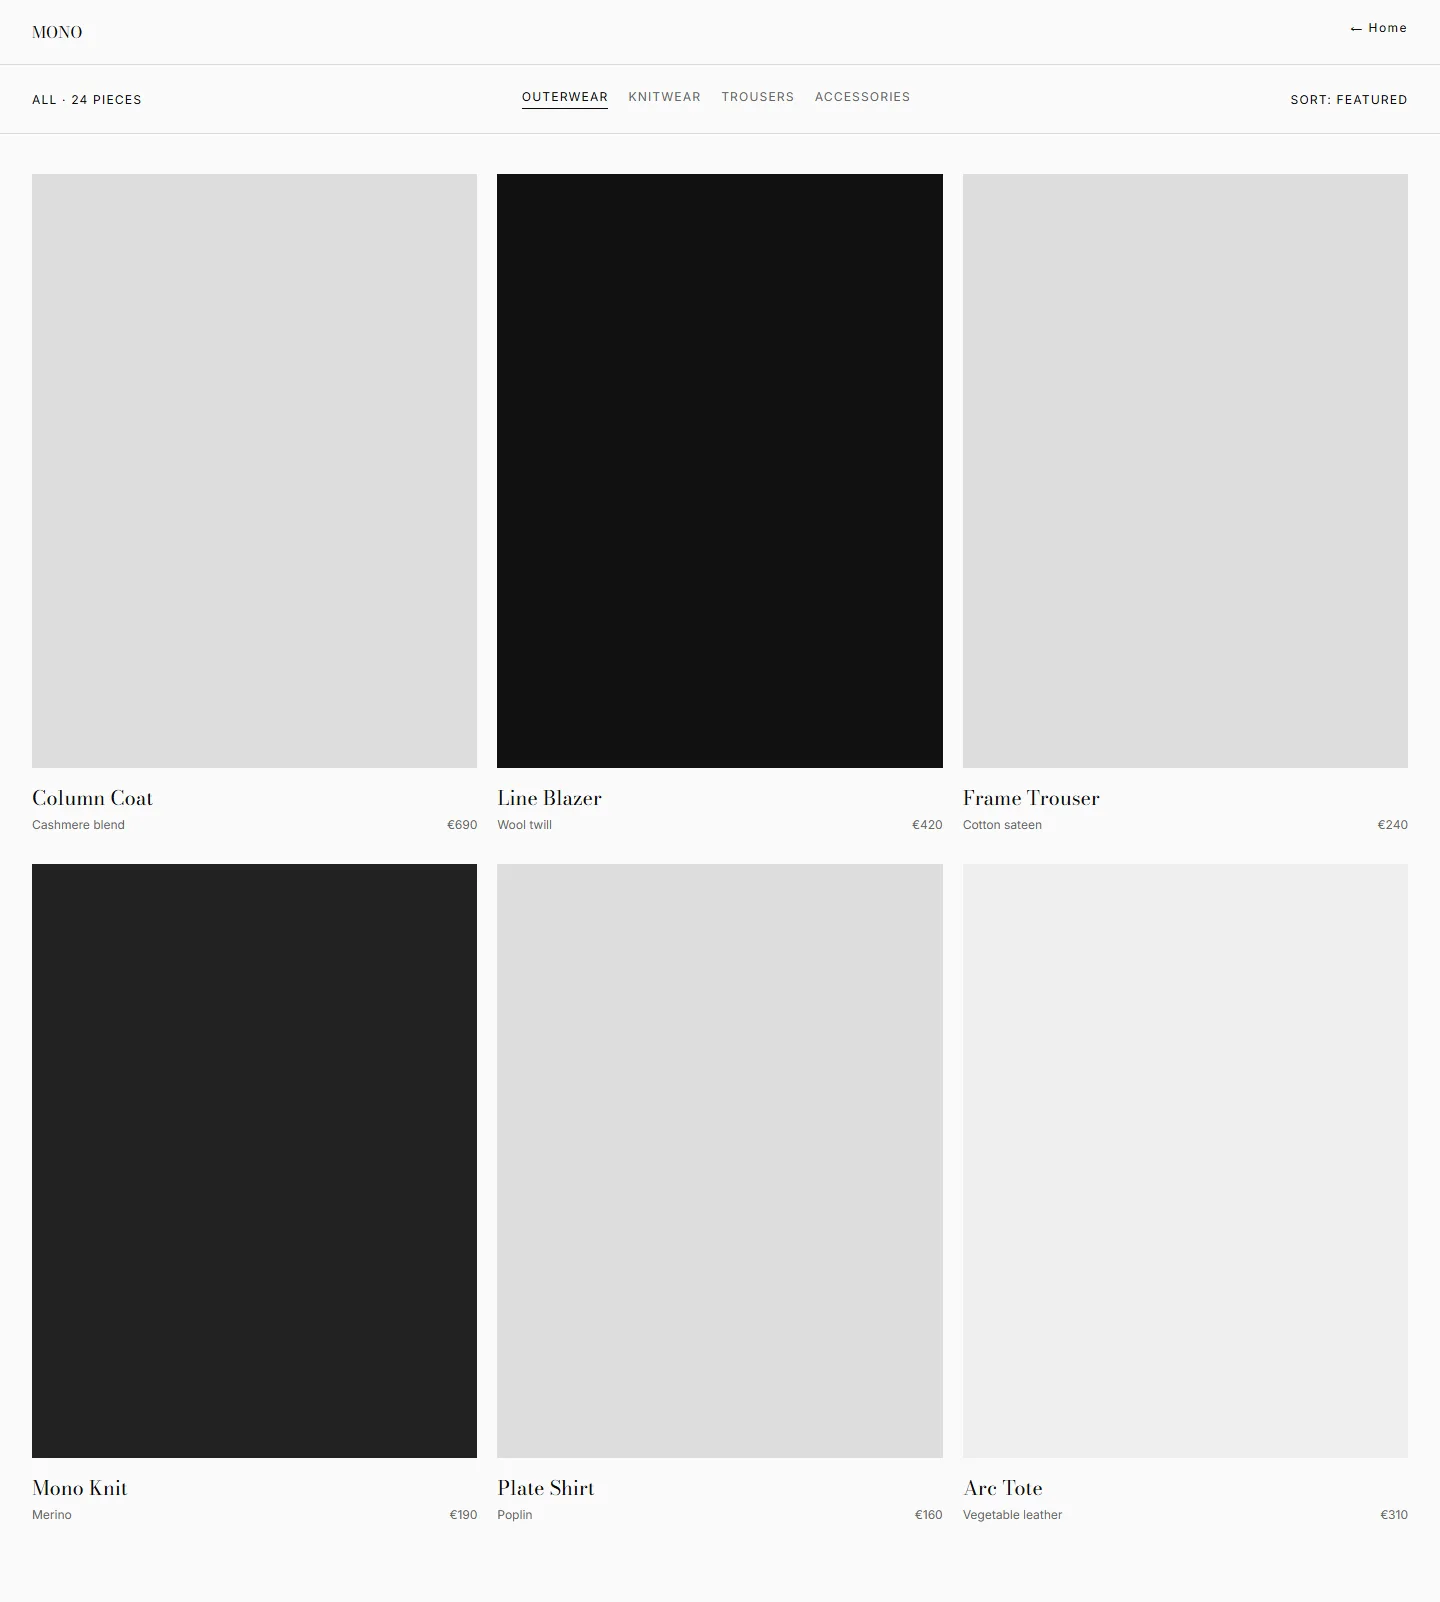 MONO
← Home
ALL · 24 PIECES
OUTERWEAR KNITWEAR TROUSERS ACCESSORIES
SORT: FEATURED
Column Coat
Cashmere blend €690
Line Blazer
Wool twill €420
Frame Trouser
Cotton sateen €240
Mono Knit
Merino €190
Plate Shirt
Poplin €160
Arc Tote
Vegetable leather €310